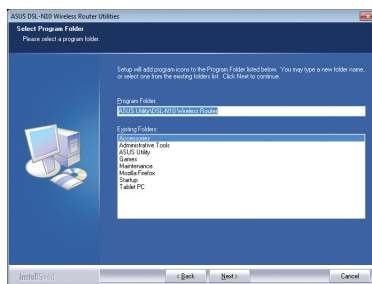 ASUS DSL-N10 Wireless Router Utilities
Select Program Folder
Please select a program folder.
Setup will add program icons to the Program Folder listed below. You may type a new folder name, or select one from the existing folders list. Click Next to continue.
Program Folder:
ASUS Utility\DSL-N10 Wireless Router
Existing Folders:
Accessories
Administrative Tools
ASUS Utility
Games
Maintenance
Mozilla Firefox
Startup
Tablet PC
InstallShield
< Back
Next >
Cancel